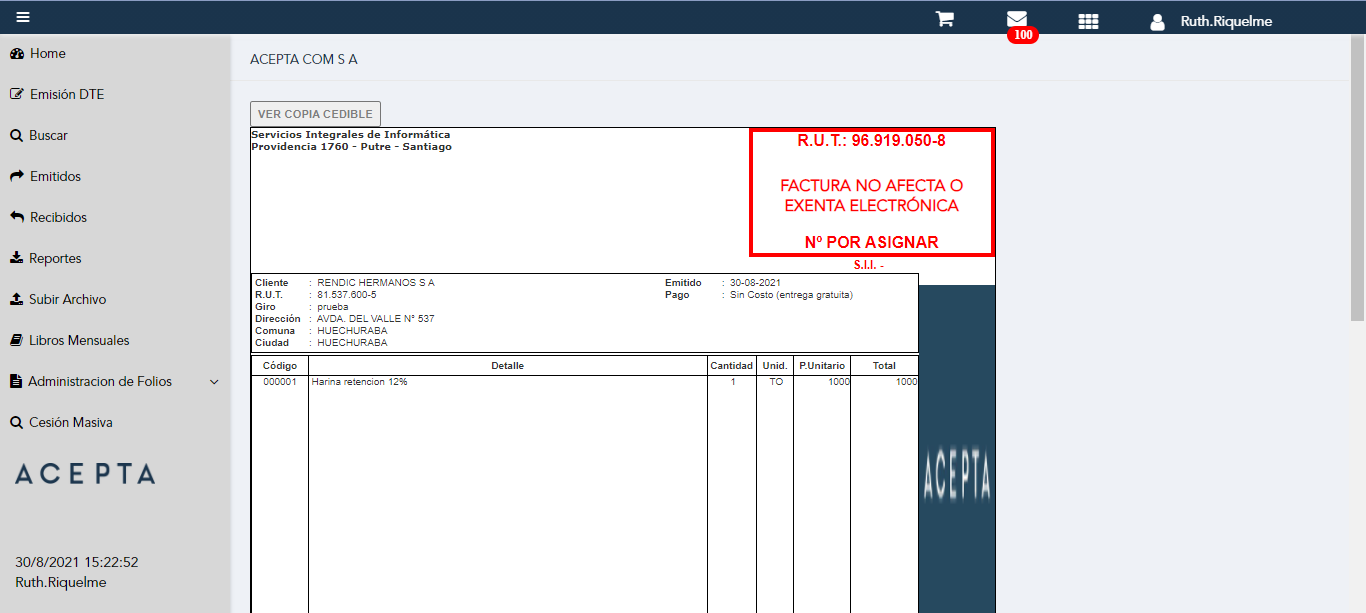 100
Ruth.Riquelme
Home
Emisión DTE
Buscar
Emitidos
Recibidos
Reportes
Subir Archivo
Libros Mensuales
Administracion de Folios
Cesión Masiva
ACEPTA
30/8/2021 15:22:52
Ruth.Riquelme
ACEPTA COM S A
VER COPIA CEDIBLE
Servicios Integrales de Informática
Providencia 1760 - Putre - Santiago
R.U.T.: 96.919.050-8
FACTURA NO AFECTA O
EXENTA ELECTRÓNICA
Nº POR ASIGNAR
S.I.I. -
Cliente : RENDIC HERMANOS S A Emitido : 30-08-2021
R.U.T. : 81.537.600-5 Pago : Sin Costo (entrega gratuita)
Giro : prueba
Dirección : AVDA. DEL VALLE N° 537
Comuna : HUECHURABA
Ciudad : HUECHURABA
Código Detalle Cantidad Unid. P.Unitario Total
000001 Harina retencion 12% 1 TO 1000 1000
ACEPTA